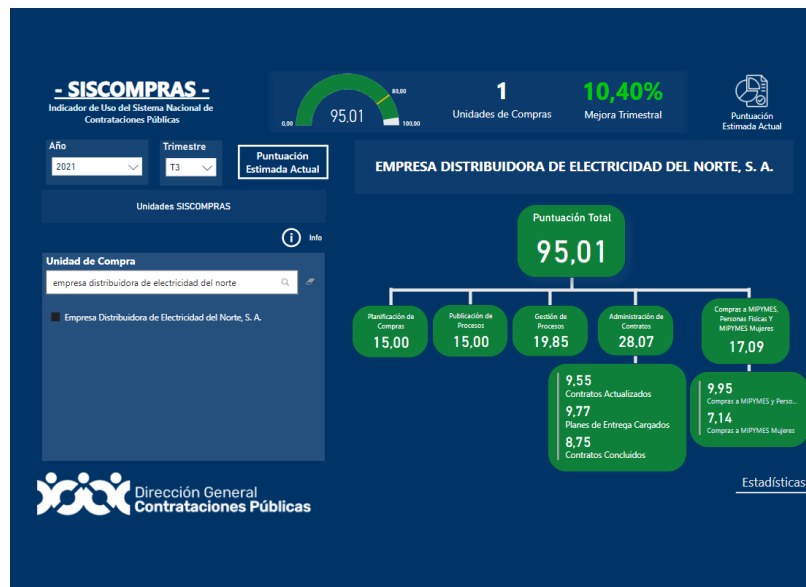 - SISCOMPRAS -
Indicador de Uso del Sistema Nacional de
Contrataciones Públicas
80,00
0,00
95,01
100,00
1
Unidades de Compras
10,40%
Mejora Trimestral
Puntuación
Estimada Actual
Año
2021
Trimestre
T3
Puntuación
Estimada Actual
EMPRESA DISTRIBUIDORA DE ELECTRICIDAD DEL NORTE, S. A.
Unidades SISCOMPRAS
Info
Unidad de Compra
empresa distribuidora de electricidad del norte
Empresa Distribuidora de Electricidad del Norte, S. A.
Puntuación Total
95,01
Planificación de
Compras
15,00
Publicación de
Procesos
15,00
Gestión de
Procesos
19,85
Administración de
Contratos
28,07
Compras a MIPYMES,
Personas Físicas Y
MIPYMES Mujeres
17,09
9,55
Contratos Actualizados
9,77
Planes de Entrega Cargados
8,75
Contratos Concluidos
9,95
Compras a MIPYMES y Perso...
7,14
Compras a MIPYMES Mujeres
Estadísticas
Dirección General
Contrataciones Públicas